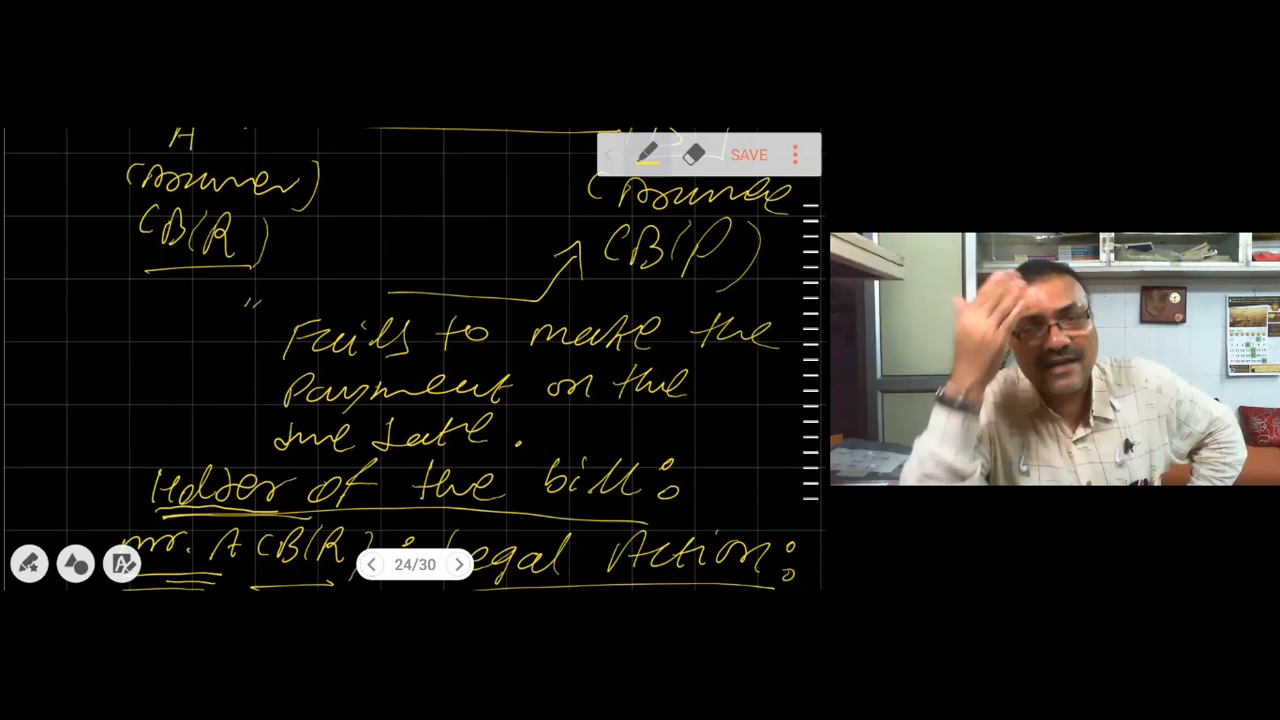 A
(Drawer)
(B/R)
SAVE
(Drawee
(B/P)
"
Fails to make the
Payment on the
due date.
Holder of the bill:
Mr. A (B/R) : Legal Action:
24/30